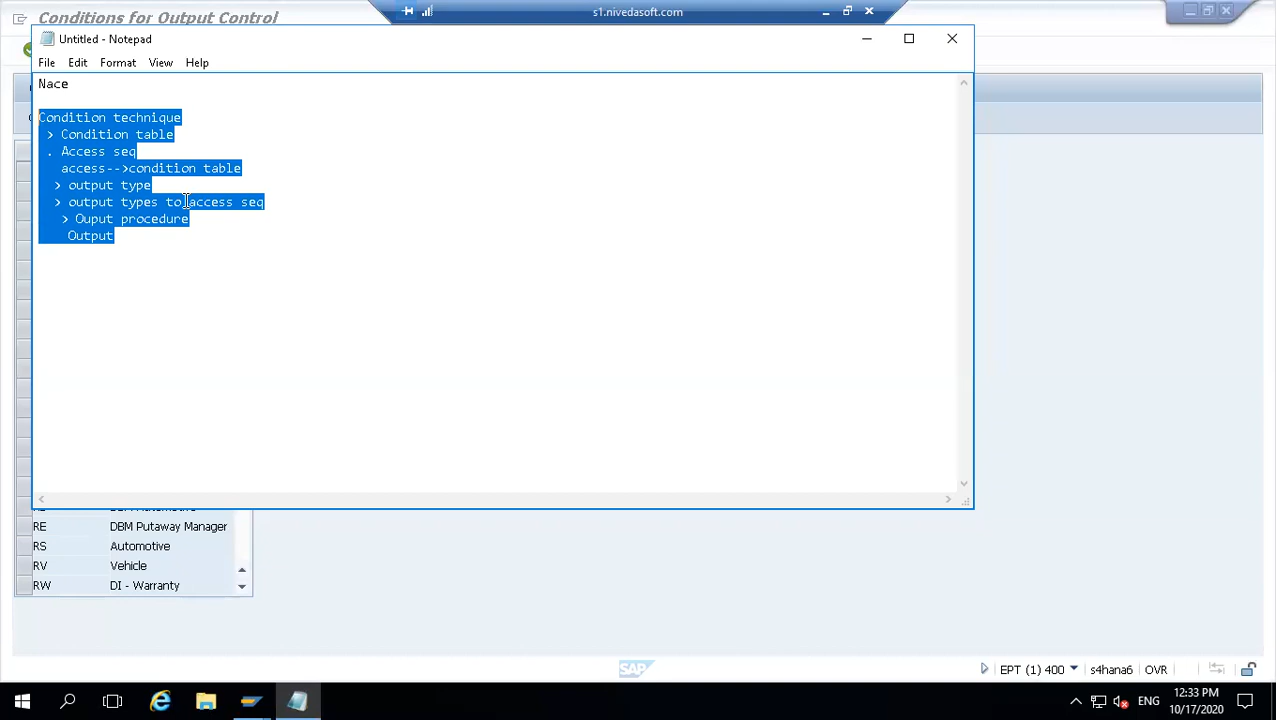 Conditions for Output Control
s1.nivedasoft.com
Untitled - Notepad
File Edit Format View Help
Nace
Condition technique
> Condition table
. Access seq
access-->condition table
> output type
> output types to access seq
> Ouput procedure
Output
RE DBM Putaway Manager
RS Automotive
RV Vehicle
RW DI - Warranty
SAP
EPT (1) 400 s4hana6 OVR
ENG
12:33 PM
10/17/2020